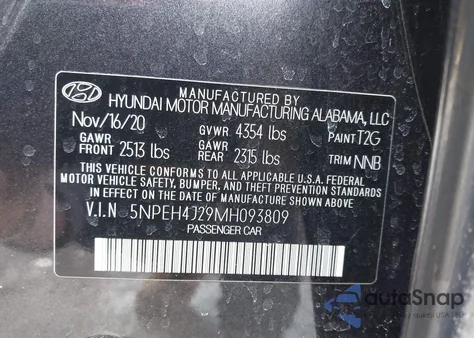 MANUFACTURED BY
HYUNDAI MOTOR MANUFACTURING ALABAMA, LLC
Nov/16/20 GVWR 4354 lbs PAINT T2G
GAWR FRONT 2513 lbs GAWR REAR 2315 lbs TRIM NNB
THIS VEHICLE CONFORMS TO ALL APPLICABLE U.S.A FEDERAL
MOTOR VEHICLE SAFETY, BUMPER, AND THEFT PREVENTION STANDARDS
IN EFFECT ON THE DATE OF MANUFACTURE SHOWN ABOVE.
V.I.N 5NPEH4J29MH093809
PASSENGER CAR
autoSnap